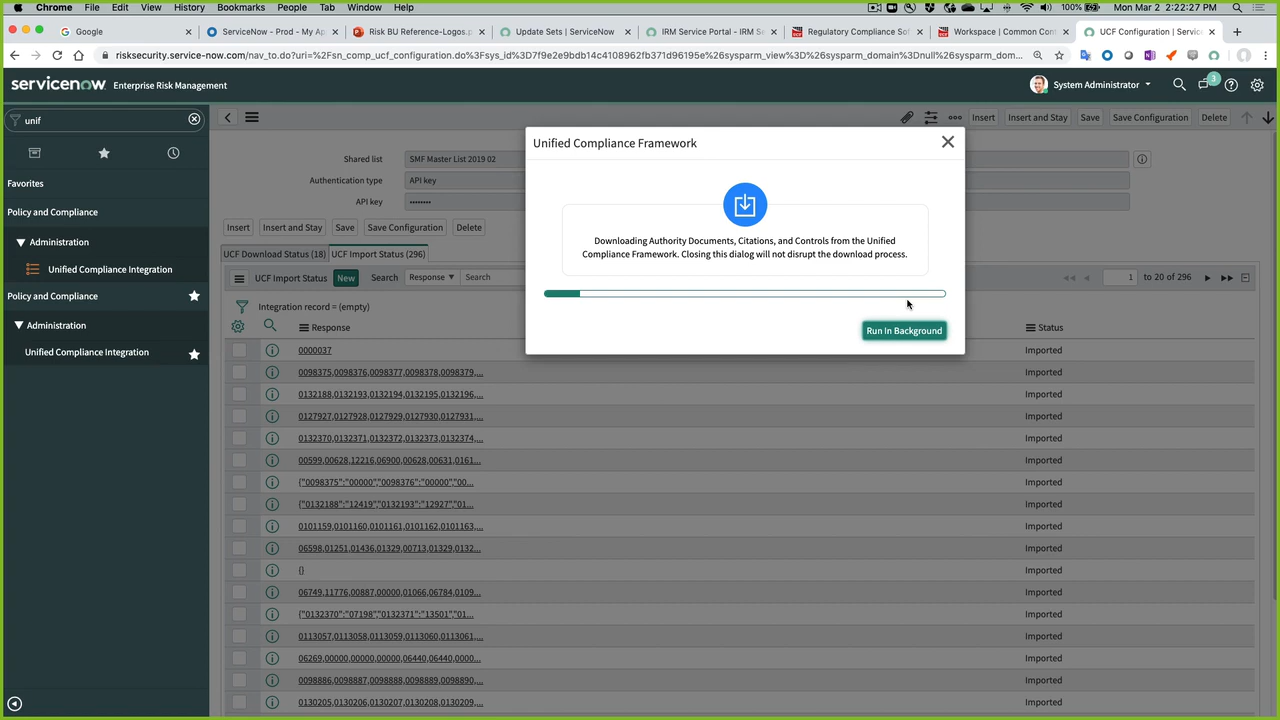 Chrome File Edit View History Bookmarks People Tab Window Help 100% Mon Mar 2 2:22:27 PM
Google ServiceNow - Prod - My Ap Risk BU Reference-Logos.p Update Sets | ServiceNow IRM Service Portal - IRM Se Regulatory Compliance Sof Workspace | Common Con UCF Configuration | Service
risksecurity.service-now.com/nav_to.do?uri=%2Fsn_comp_ucf_configuration.do%3Fsys_id%3D7f9e2e9bdb14c4108962fb371d96195e%26sysparm_view%3D%26sysparm_domain%3Dnull%26sysparm_dom...
servicenow Enterprise Risk Management System Administrator 3
unif
Insert Insert and Stay Save Save Configuration Delete
Favorites
Policy and Compliance
Administration
Unified Compliance Integration
Policy and Compliance
Administration
Unified Compliance Integration
Shared list SMF Master List 2019 02
Authentication type API key
API key ••••••••
Insert Insert and Stay Save Save Configuration Delete
UCF Download Status (18) UCF Import Status (296)
UCF Import Status New Search Response Search 1 to 20 of 296
Integration record = (empty)
Response Status
0000037 Imported
0098375,0098376,0098377,0098378,0098379,... Imported
0132188,0132193,0132194,0132195,0132196,... Imported
0127927,0127928,0127929,0127930,0127931,... Imported
0132370,0132371,0132372,0132373,0132374,... Imported
00599,00628,12216,06900,00628,00631,0161... Imported
{"0098375":"00000","0098376":"00000","00... Imported
{"0132188":"12419","0132193":"12927","01... Imported
0101159,0101160,0101161,0101162,0101163,... Imported
06598,01251,01436,01329,00713,01329,0132... Imported
{} Imported
06749,11776,00887,00000,01066,06784,0109... Imported
{"0132370":"07198","0132371":"13501","01... Imported
0113057,0113058,0113059,0113060,0113061,... Imported
06269,00000,00000,00000,06440,06440,0000... Imported
0098886,0098887,0098888,0098889,0098890,... Imported
0130205,0130206,0130207,0130208,0130209,... Imported
Unified Compliance Framework
Downloading Authority Documents, Citations, and Controls from the Unified
Compliance Framework. Closing this dialog will not disrupt the download process.
Run In Background